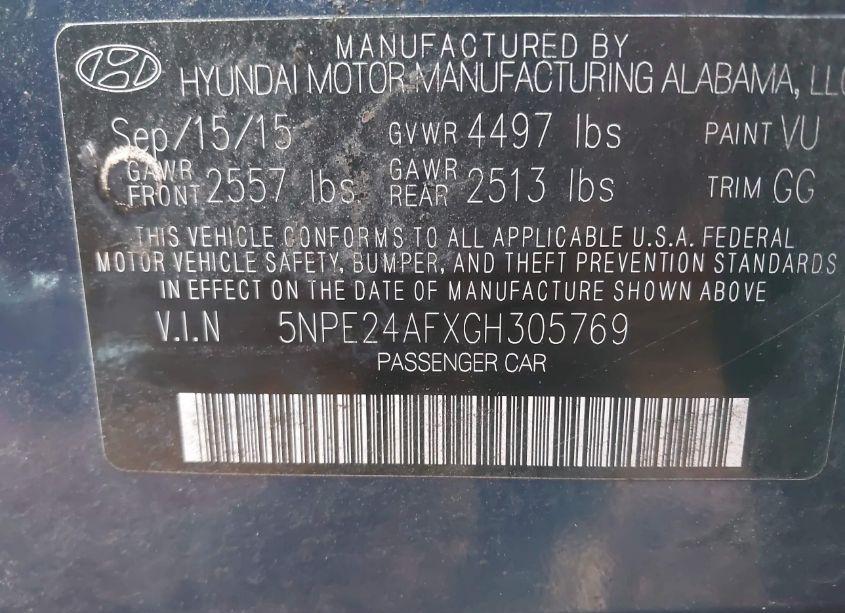 MANUFACTURED BY
HYUNDAI MOTOR MANUFACTURING ALABAMA, LLC
Sep/15/15 GVWR 4497 lbs PAINT VU
GAWR FRONT 2557 lbs GAWR REAR 2513 lbs TRIM GG
THIS VEHICLE CONFORMS TO ALL APPLICABLE U.S.A. FEDERAL
MOTOR VEHICLE SAFETY, BUMPER, AND THEFT PREVENTION STANDARDS
IN EFFECT ON THE DATE OF MANUFACTURE SHOWN ABOVE
V.I.N 5NPE24AFXGH305769
PASSENGER CAR